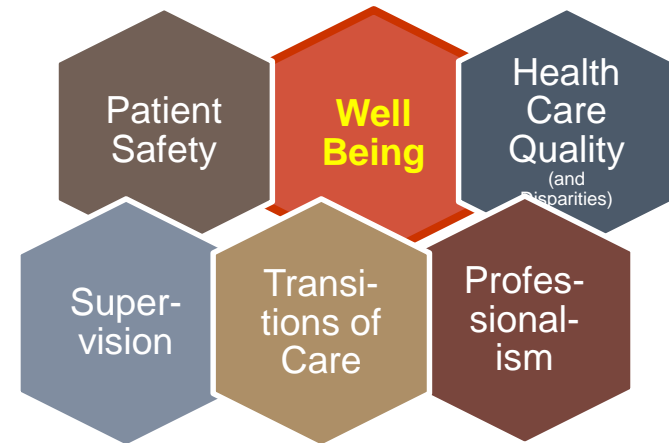 Patient
Safety
Well
Being
Health
Care
Quality
(and
Disparities)
Super-
vision
Transi-
tions of
Care
Profes-
sional-
ism